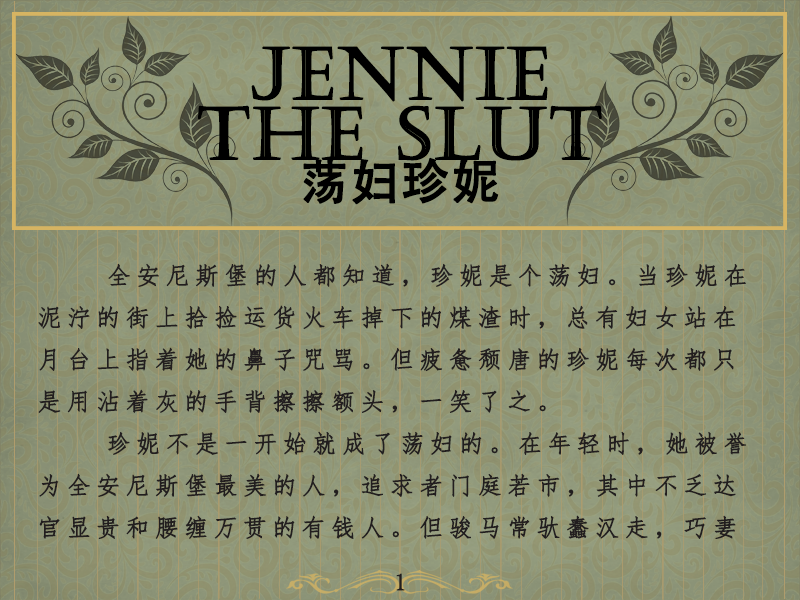 JENNIE
THE SLUT
荡妇珍妮
全安尼斯堡的人都知道，珍妮是个荡妇。当珍妮在
泥泞的街上拾捡运货火车掉下的煤渣时，总有妇女站在
月台上指着她的鼻子咒骂。但疲惫颓唐的珍妮每次都只
是用沾着灰的手背擦擦额头，一笑了之。
珍妮不是一开始就成了荡妇的。在年轻时，她被誉
为全安尼斯堡最美的人，追求者门庭若市，其中不乏达
官显贵和腰缠万贯的有钱人。但骏马常驮蠢汉走，巧妻
1